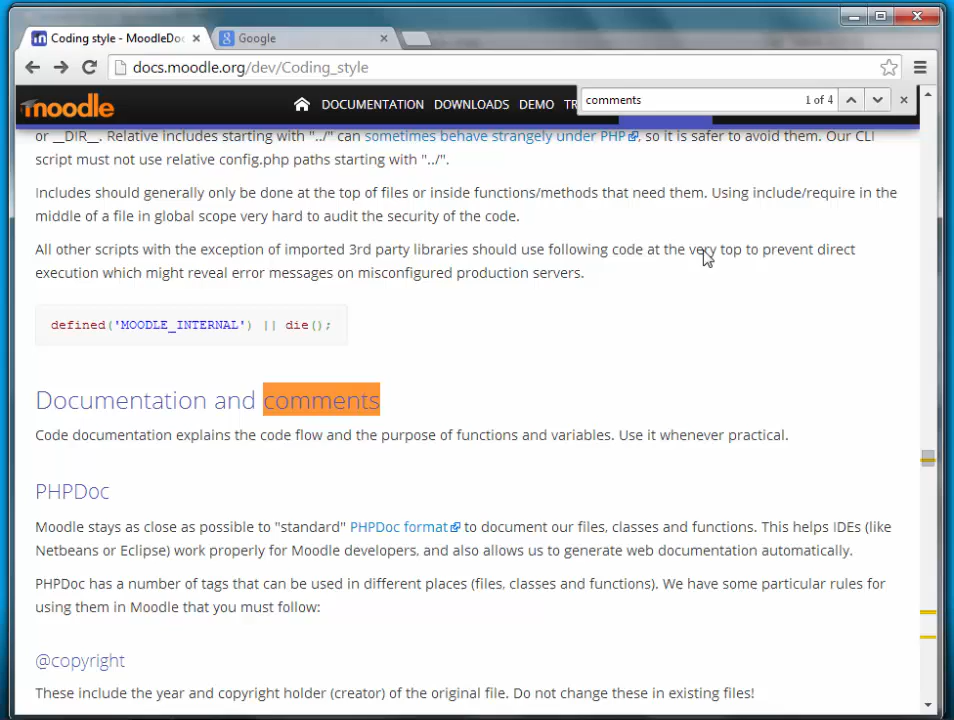 Coding style - MoodleDoc
Google
docs.moodle.org/dev/Coding_style
moodle
DOCUMENTATION DOWNLOADS DEMO TR
comments 1 of 4
or __DIR__. Relative includes starting with "../" can sometimes behave strangely under PHP, so it is safer to avoid them. Our CLI
script must not use relative config.php paths starting with "../".
Includes should generally only be done at the top of files or inside functions/methods that need them. Using include/require in the
middle of a file in global scope very hard to audit the security of the code.
All other scripts with the exception of imported 3rd party libraries should use following code at the very top to prevent direct
execution which might reveal error messages on misconfigured production servers.
defined('MOODLE_INTERNAL') || die();
Documentation and comments
Code documentation explains the code flow and the purpose of functions and variables. Use it whenever practical.
PHPDoc
Moodle stays as close as possible to "standard" PHPDoc format to document our files, classes and functions. This helps IDEs (like
Netbeans or Eclipse) work properly for Moodle developers, and also allows us to generate web documentation automatically.
PHPDoc has a number of tags that can be used in different places (files, classes and functions). We have some particular rules for
using them in Moodle that you must follow:
@copyright
These include the year and copyright holder (creator) of the original file. Do not change these in existing files!